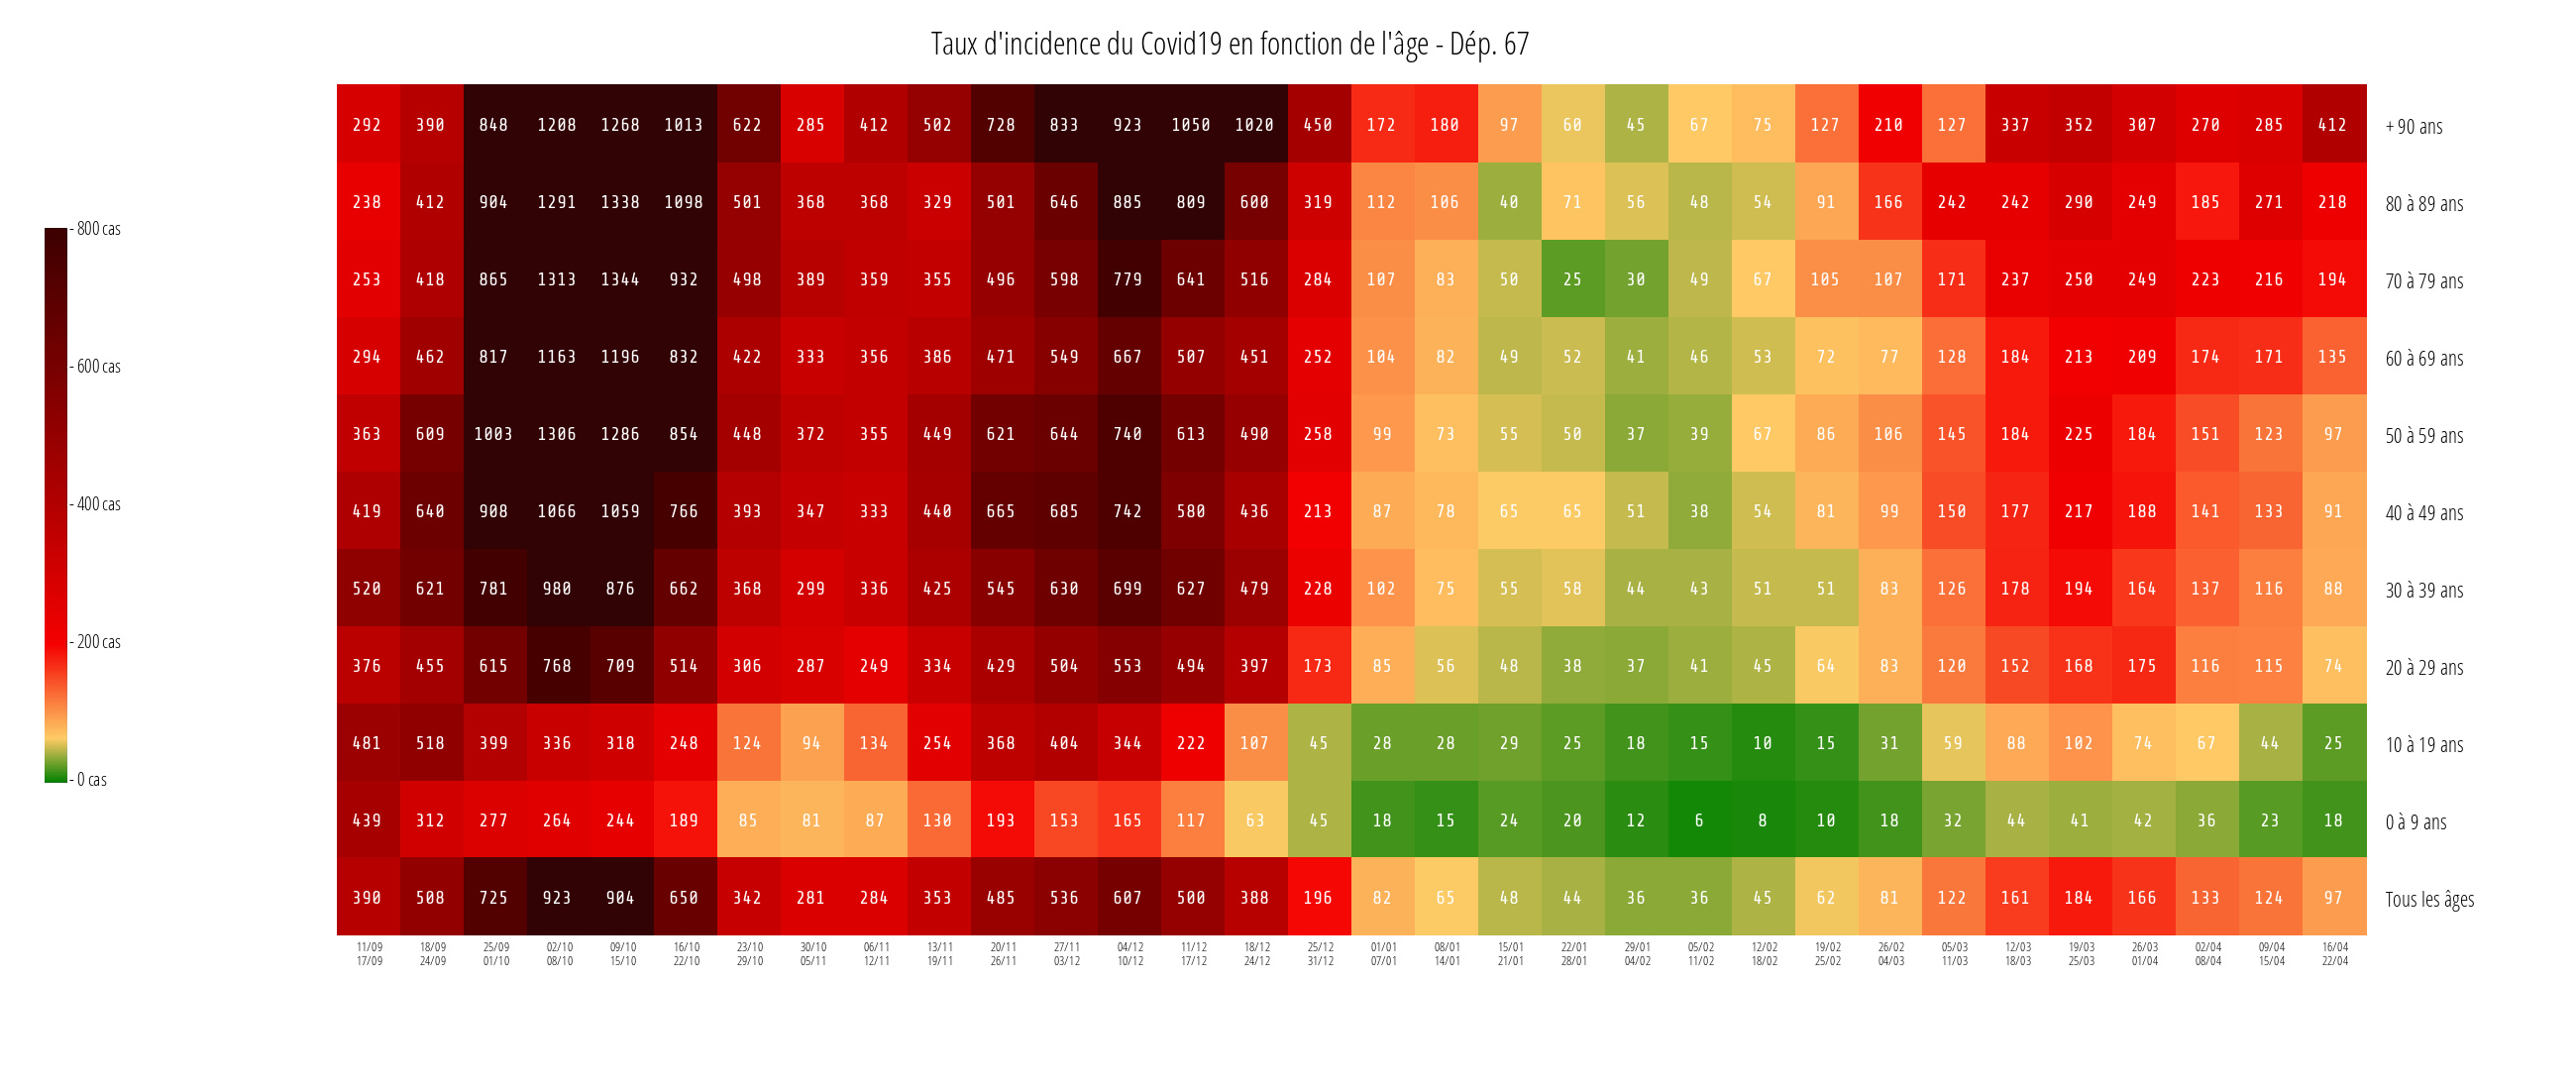 Taux d'incidence du Covid19 en fonction de l'âge - Dép. 67
292 390 848 1208 1268 1013 622 285 412 502 728 833 923 1050 1020 450 172 180 97 60 45 67 75 127 210 127 337 352 307 270 285 412 + 90 ans
238 412 904 1291 1338 1098 501 368 368 329 501 646 885 809 600 319 112 106 40 71 56 48 54 91 166 242 242 290 249 185 271 218 80 à 89 ans
253 418 865 1313 1344 932 498 389 359 355 496 598 779 641 516 284 107 83 50 25 30 49 67 105 107 171 237 250 249 223 216 194 70 à 79 ans
294 462 817 1163 1196 832 422 333 356 386 471 549 667 507 451 252 104 82 49 52 41 46 53 72 77 128 184 213 209 174 171 135 60 à 69 ans
363 609 1003 1306 1286 854 448 372 355 449 621 644 740 613 490 258 99 73 55 50 37 39 67 86 106 145 184 225 184 151 123 97 50 à 59 ans
419 640 908 1066 1059 766 393 347 333 440 665 685 742 580 436 213 87 78 65 65 51 38 54 81 99 150 177 217 188 141 133 91 40 à 49 ans
520 621 781 980 876 662 368 299 336 425 545 630 699 627 479 228 102 75 55 58 44 43 51 51 83 126 178 194 164 137 116 88 30 à 39 ans
376 455 615 768 709 514 306 287 249 334 429 504 553 494 397 173 85 56 48 38 37 41 45 64 83 120 152 168 175 116 115 74 20 à 29 ans
481 518 399 336 318 248 124 94 134 254 368 404 344 222 107 45 28 28 29 25 18 15 10 15 31 59 88 102 74 67 44 25 10 à 19 ans
439 312 277 264 244 189 85 81 87 130 193 153 165 117 63 45 18 15 24 20 12 6 8 10 18 32 44 41 42 36 23 18 0 à 9 ans
390 508 725 923 904 650 342 281 284 353 485 536 607 500 388 196 82 65 48 44 36 36 45 62 81 122 161 184 166 133 124 97 Tous les âges
11/09 18/09 25/09 02/10 09/10 16/10 23/10 30/10 06/11 13/11 20/11 27/11 04/12 11/12 18/12 25/12 01/01 08/01 15/01 22/01 29/01 05/02 12/02 19/02 26/02 05/03 12/03 19/03 26/03 02/04 09/04 16/04
17/09 24/09 01/10 08/10 15/10 22/10 29/10 05/11 12/11 19/11 26/11 03/12 10/12 17/12 24/12 31/12 07/01 14/01 21/01 28/01 04/02 11/02 18/02 25/02 04/03 11/03 18/03 25/03 01/04 08/04 15/04 22/04
- 800 cas
- 600 cas
- 400 cas
- 200 cas
- 0 cas